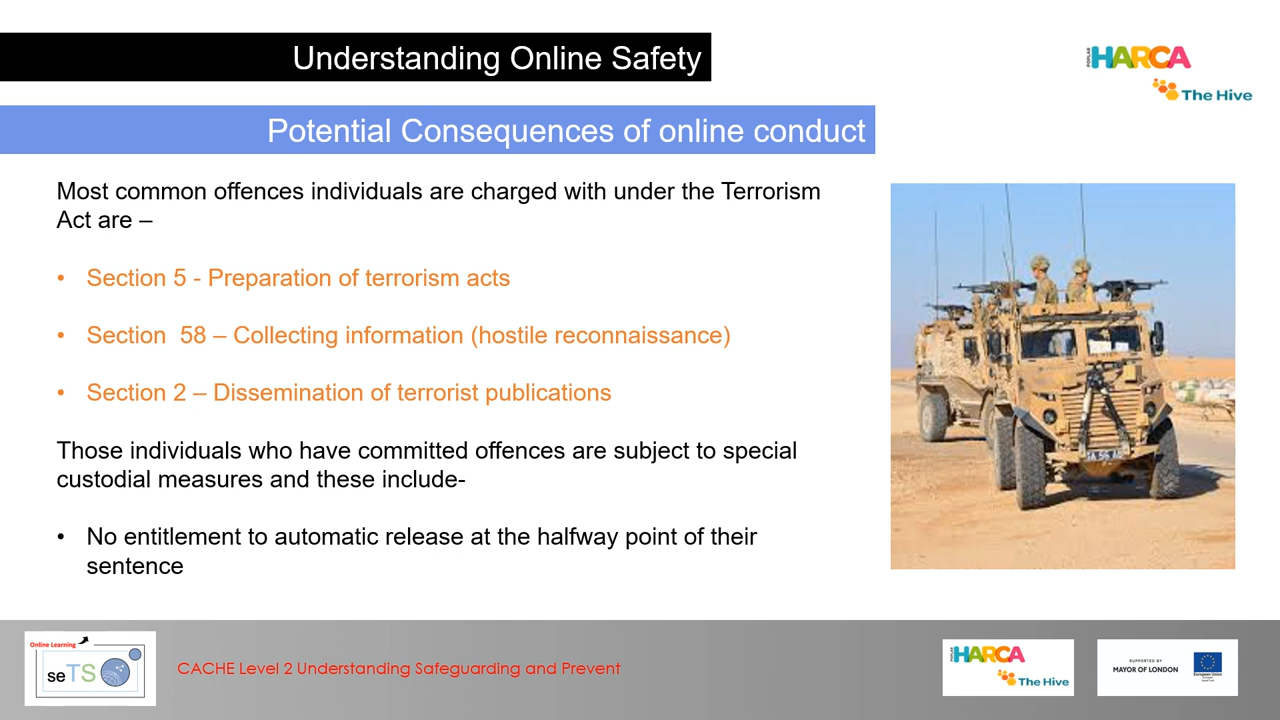 Understanding Online Safety
POPLAR HARCA
The Hive
Potential Consequences of online conduct
Most common offences individuals are charged with under the Terrorism
Act are –
• Section 5 - Preparation of terrorism acts
• Section 58 – Collecting information (hostile reconnaissance)
• Section 2 – Dissemination of terrorist publications
Those individuals who have committed offences are subject to special
custodial measures and these include-
• No entitlement to automatic release at the halfway point of their
sentence
Online Learning
seTS
CACHE Level 2 Understanding Safeguarding and Prevent
POPLAR HARCA
The Hive
SUPPORTED BY
MAYOR OF LONDON
European Union